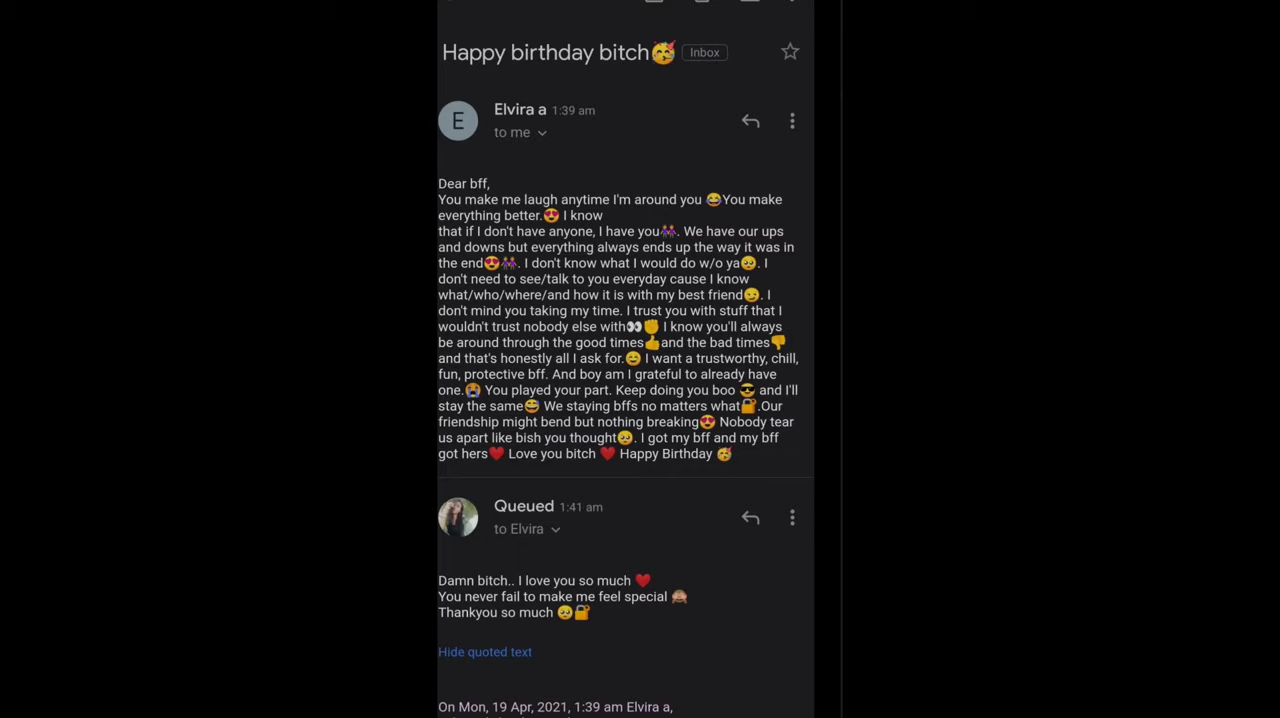 Happy birthday bitch🥳 Inbox
E
Elvira a 1:39 am
to me
Dear bff,
You make me laugh anytime I'm around you 😂You make
everything better.😍 I know
that if I don't have anyone, I have you👭. We have our ups
and downs but everything always ends up the way it was in
the end😍👭. I don't know what I would do w/o ya🥺. I
don't need to see/talk to you everyday cause I know
what/who/where/and how it is with my best friend😏. I
don't mind you taking my time. I trust you with stuff that I
wouldn't trust nobody else with👀✊ I know you'll always
be around through the good times👍and the bad times👎
and that's honestly all I ask for.☺️ I want a trustworthy, chill,
fun, protective bff. And boy am I grateful to already have
one.😭 You played your part. Keep doing you boo 😎 and I'll
stay the same😅 We staying bffs no matters what🔐.Our
friendship might bend but nothing breaking😍 Nobody tear
us apart like bish you thought🥺. I got my bff and my bff
got hers❤️ Love you bitch ❤️ Happy Birthday 🥳
Queued 1:41 am
to Elvira
Damn bitch.. I love you so much ❤️
You never fail to make me feel special 🙈
Thankyou so much 🥺🔐
Hide quoted text
On Mon, 19 Apr, 2021, 1:39 am Elvira a,